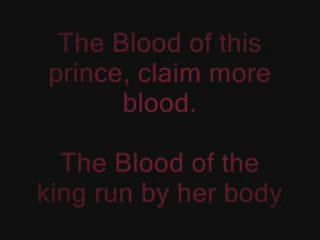 The Blood of this
prince, claim more
blood.
The Blood of the
king run by her body